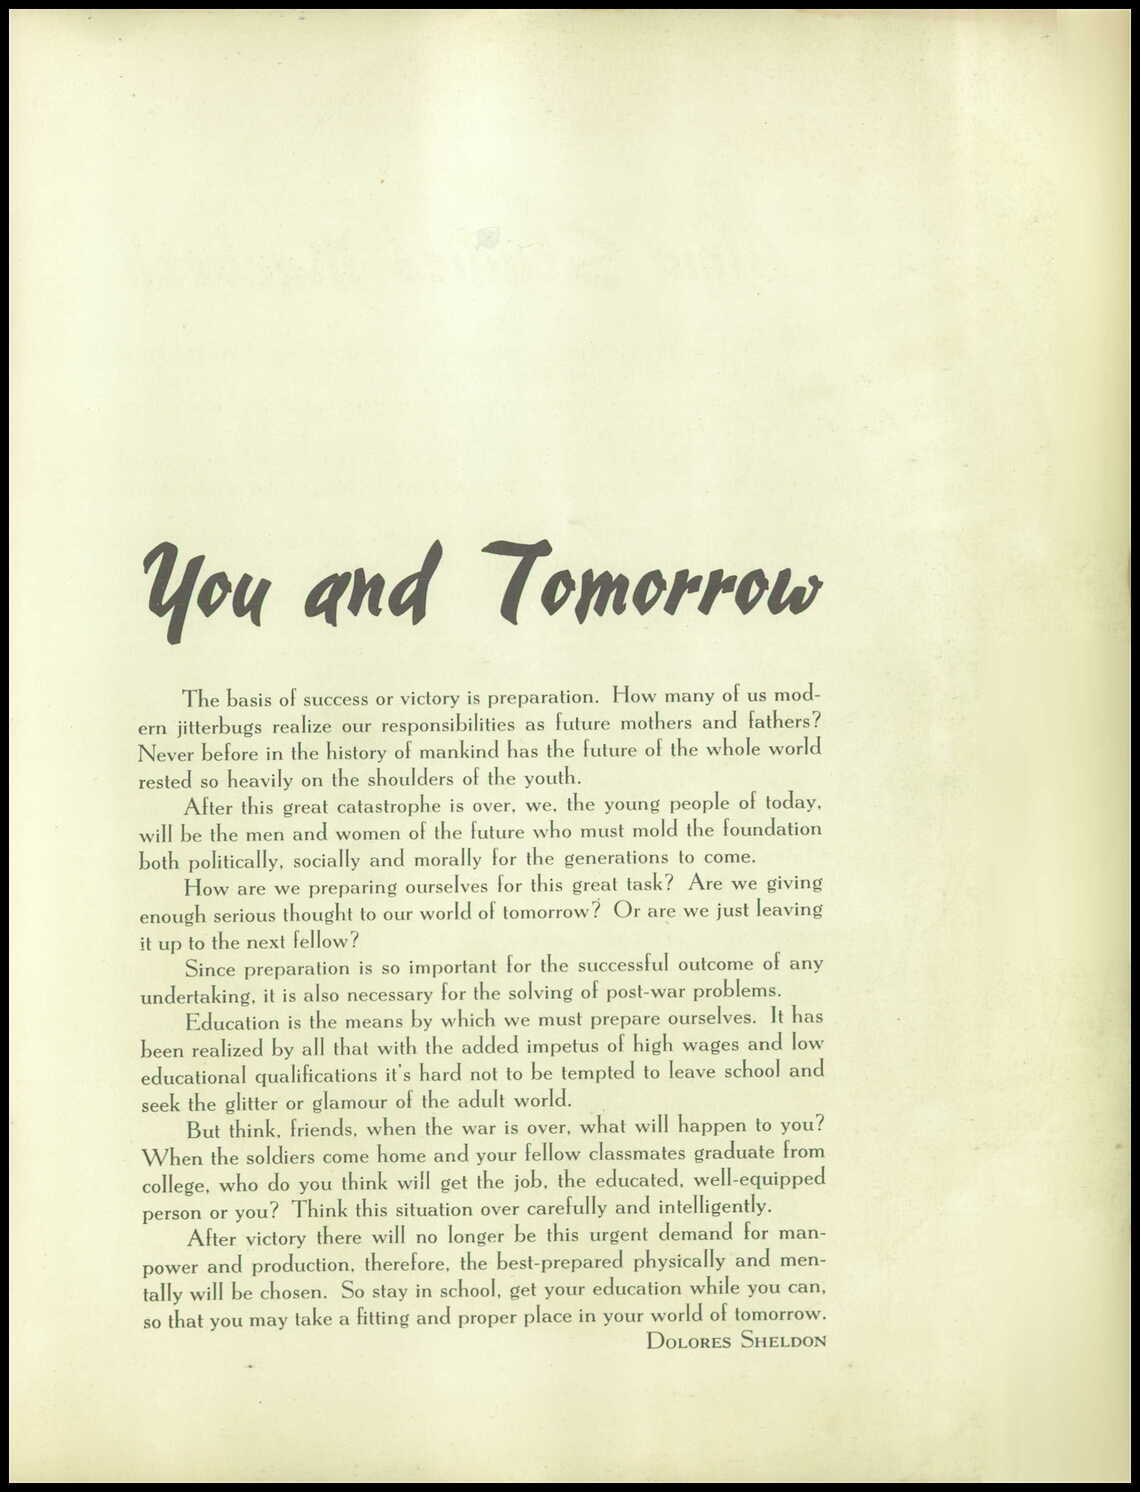 You and Tomorrow
The basis of success or victory is preparation. How many of us mod-
ern jitterbugs realize our responsibilities as future mothers and fathers?
Never before in the history of mankind has the future of the whole world
rested so heavily on the shoulders of the youth.
After this great catastrophe is over, we, the young people of today,
will be the men and women of the future who must mold the foundation
both politically, socially and morally for the generations to come.
How are we preparing ourselves for this great task? Are we giving
enough serious thought to our world of tomorrow? Or are we just leaving
it up to the next fellow?
Since preparation is so important for the successful outcome of any
undertaking, it is also necessary for the solving of post-war problems.
Education is the means by which we must prepare ourselves. It has
been realized by all that with the added impetus of high wages and low
educational qualifications it's hard not to be tempted to leave school and
seek the glitter or glamour of the adult world.
But think, friends, when the war is over, what will happen to you?
When the soldiers come home and your fellow classmates graduate from
college, who do you think will get the job, the educated, well-equipped
person or you? Think this situation over carefully and intelligently.
After victory there will no longer be this urgent demand for man-
power and production, therefore, the best-prepared physically and men-
tally will be chosen. So stay in school, get your education while you can,
so that you may take a fitting and proper place in your world of tomorrow.
DOLORES SHELDON